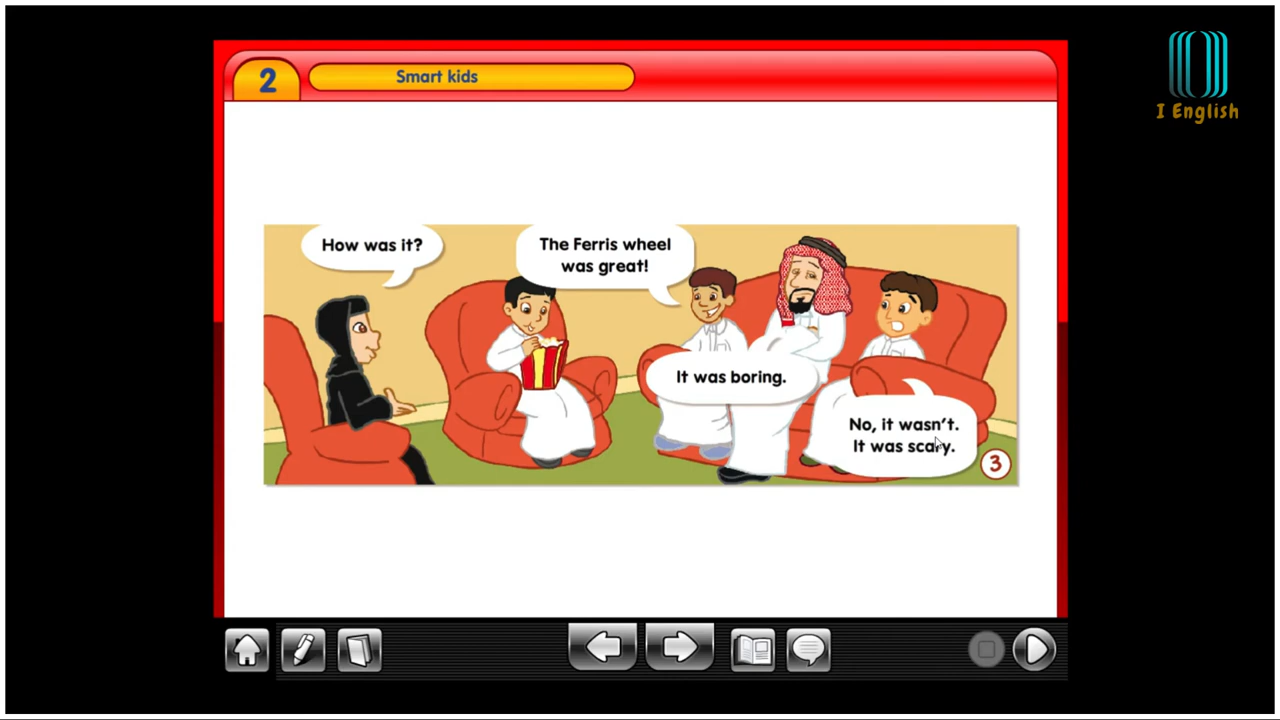 I English
2
Smart kids
How was it?
The Ferris wheel
was great!
It was boring.
No, it wasn't.
It was scary.
3